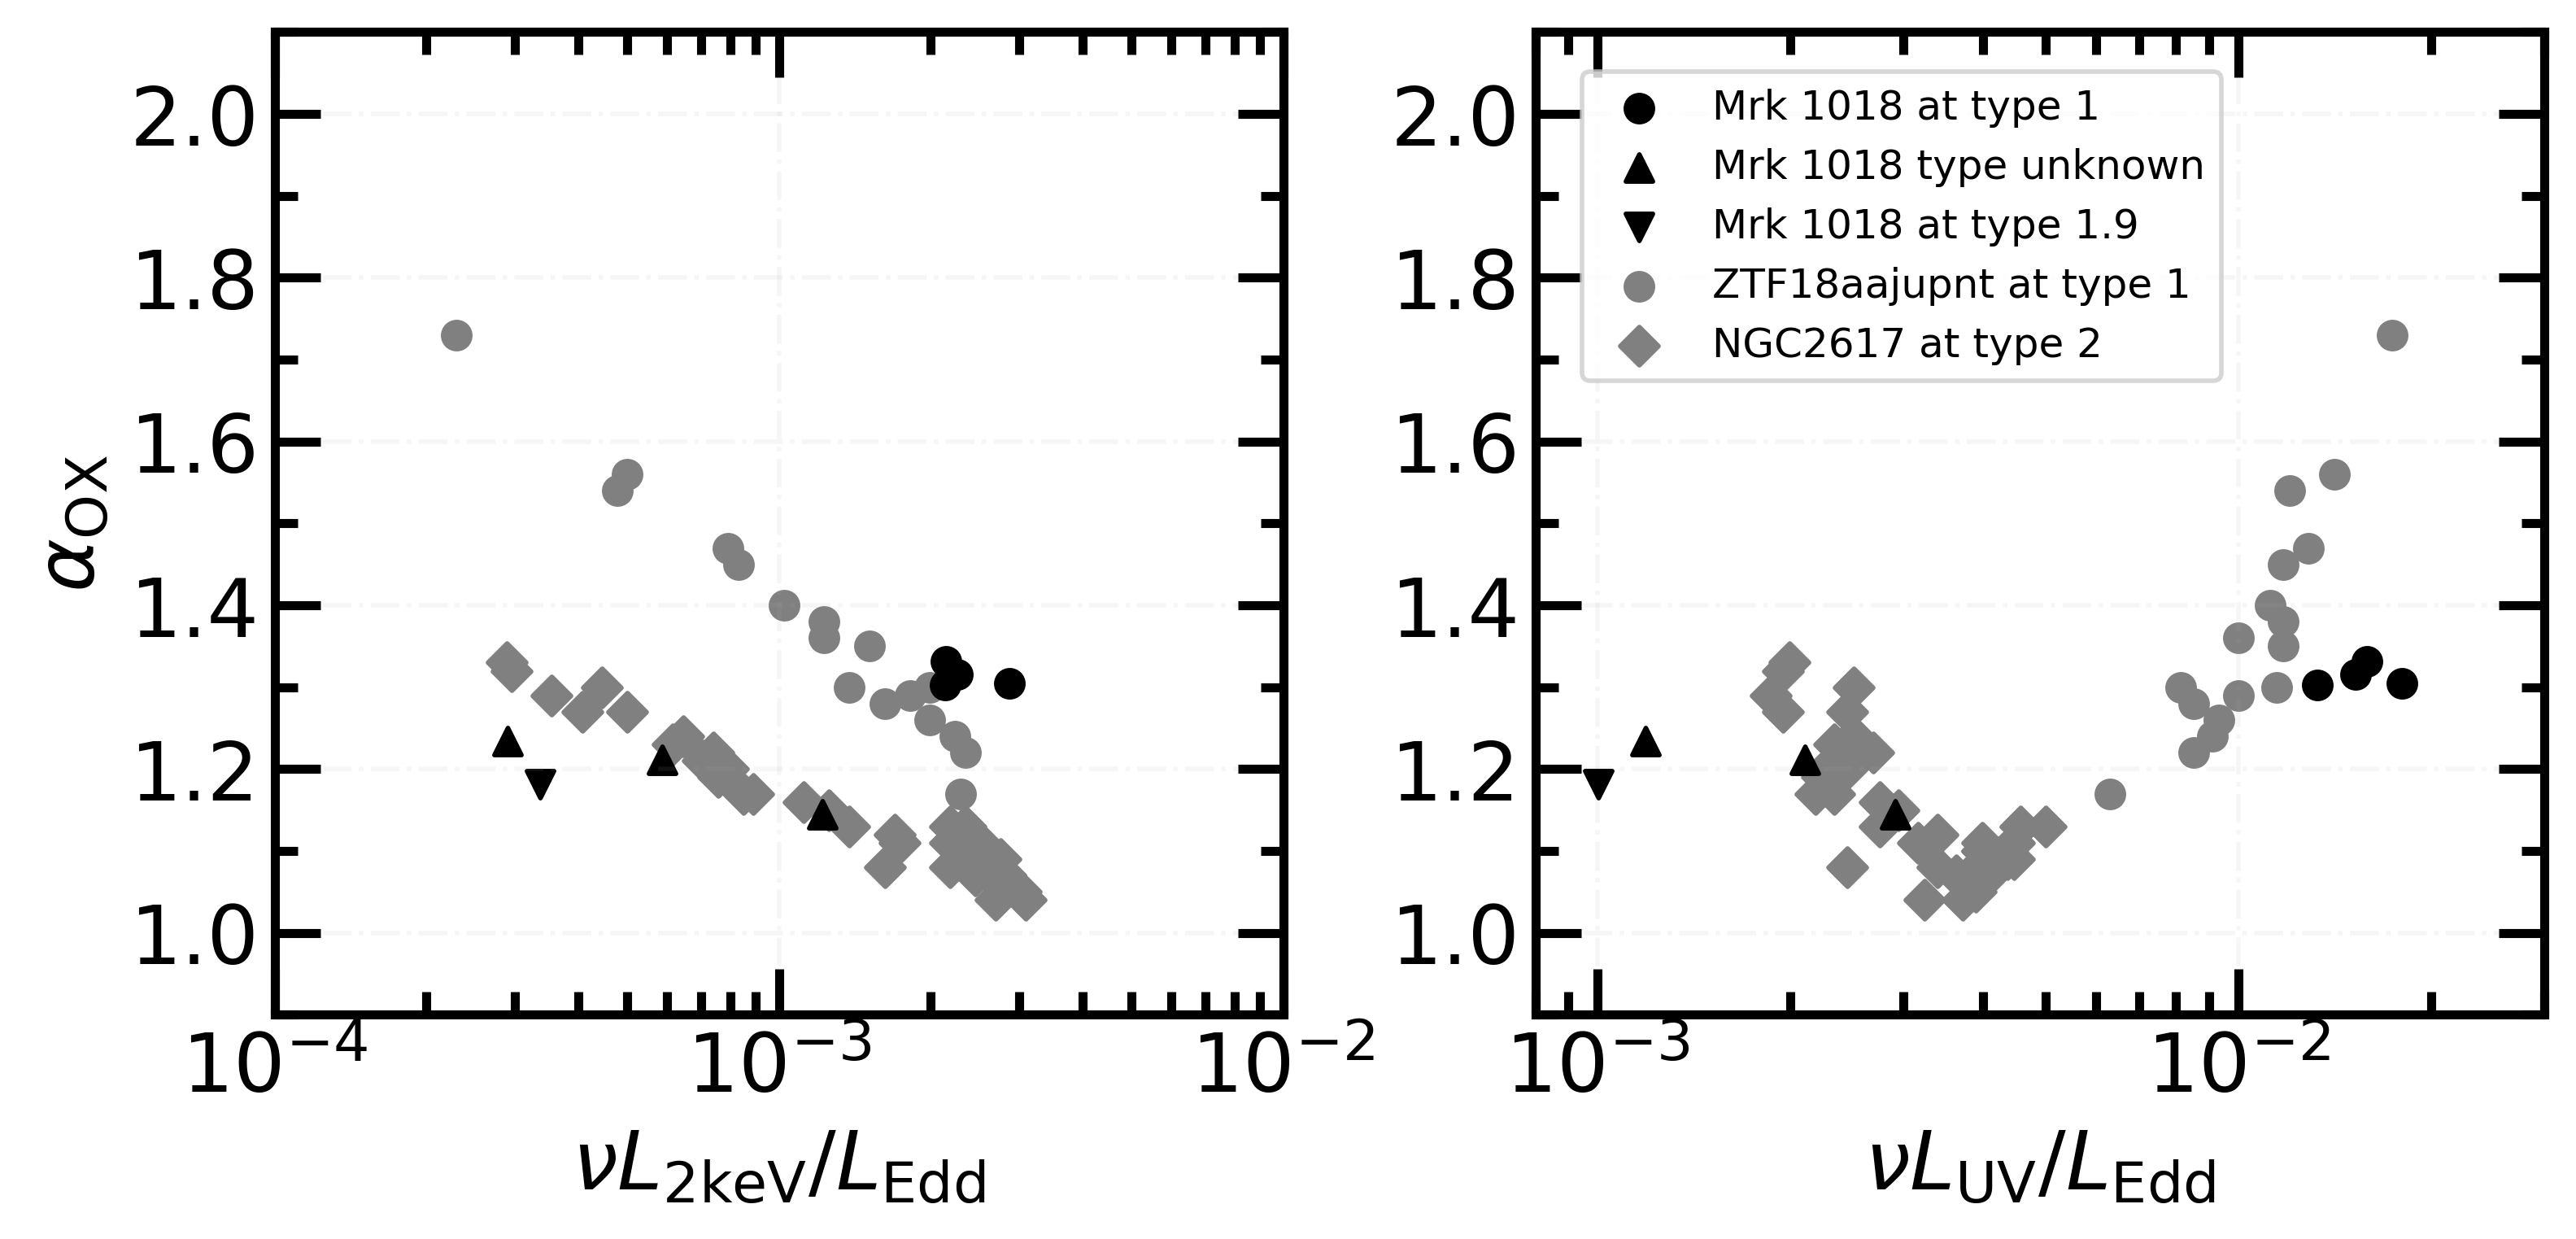 α_OX
2.0
1.8
1.6
1.4
1.2
1.0
10⁻⁴ 10⁻³ 10⁻²
νL_2keV/L_Edd
2.0
1.8
1.6
1.4
1.2
1.0
Mrk 1018 at type 1
Mrk 1018 type unknown
Mrk 1018 at type 1.9
ZTF18aajupnt at type 1
NGC2617 at type 2
10⁻³ 10⁻²
νL_UV/L_Edd